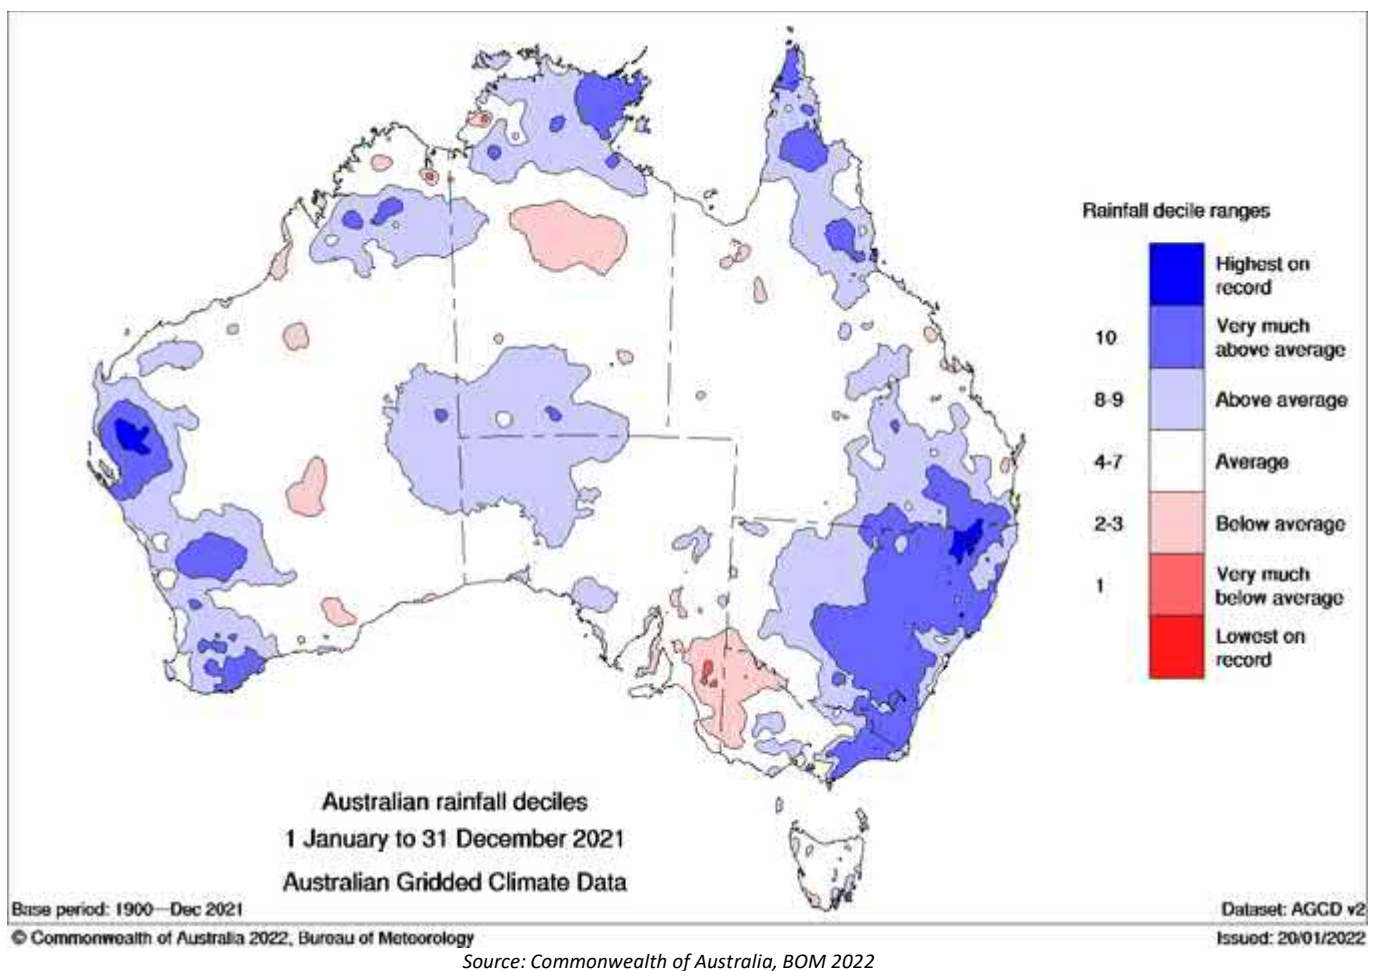 Rainfall decile ranges
Highest on
record
10
Very much
above average
8-9
Above average
4-7
Average
2-3
Below average
1
Very much
below average
Lowest on
record
Australian rainfall deciles
1 January to 31 December 2021
Australian Gridded Climate Data
Base period: 1900—Dec 2021
Dataset: AGCD v2
© Commonwealth of Australia 2022, Bureau of Meteorology
Issued: 20/01/2022
Source: Commonwealth of Australia, BOM 2022